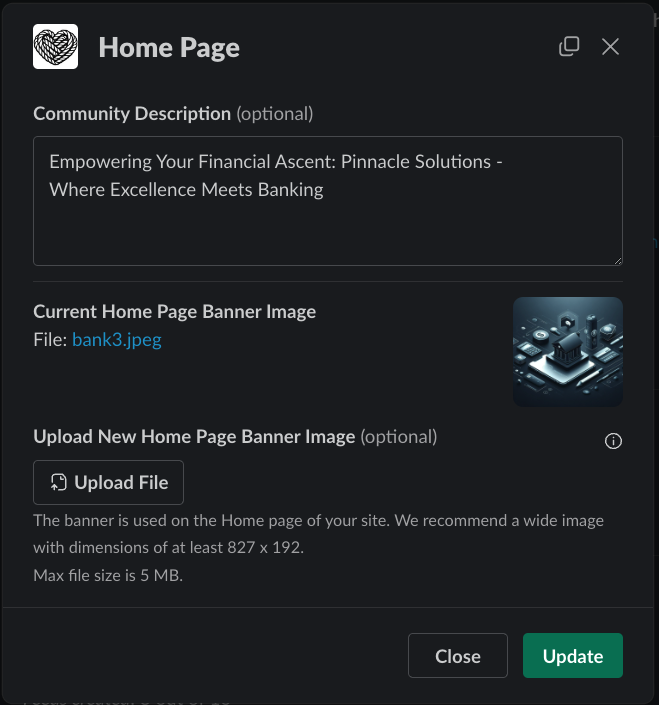 Home Page
Community Description (optional)
Empowering Your Financial Ascent: Pinnacle Solutions -
Where Excellence Meets Banking
Current Home Page Banner Image
File: bank3.jpeg
Upload New Home Page Banner Image (optional)
Upload File
The banner is used on the Home page of your site. We recommend a wide image
with dimensions of at least 827 x 192.
Max file size is 5 MB.
Close
Update